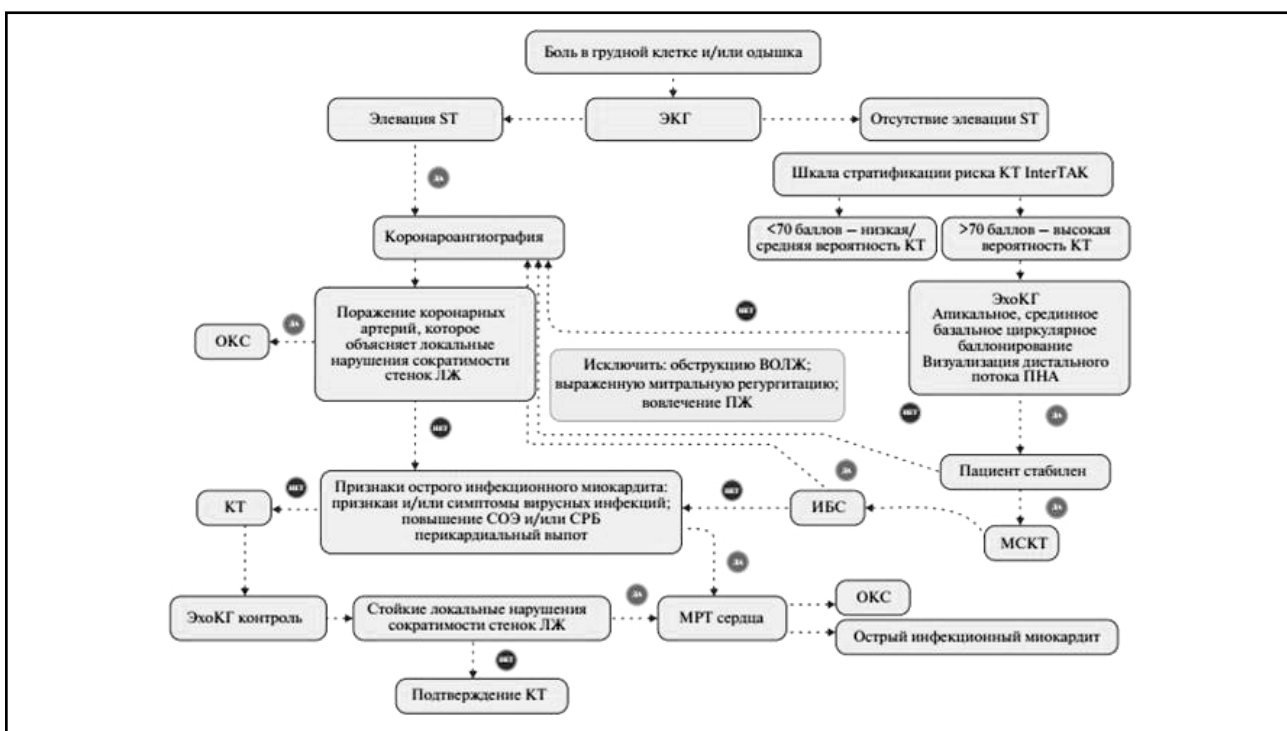 Боль в грудной клетке и/или одышка
Элевация ST
ЭКГ
Отсутствие элевации ST
ДА
Шкала стратификации риска КТ InterTAK
Коронароангиография
<70 баллов – низкая/
средняя вероятность КТ
>70 баллов – высокая
вероятность КТ
ЭхоКГ
Апикальное, срединное
базальное циркулярное
баллонирование
Визуализация дистального
потока ПНА
НЕТ
ДА
ОКС
Поражение коронарных
артерий, которое
объясняет локальные
нарушения сократимости
стенок ЛЖ
Исключить: обструкцию ВОЛЖ;
выраженную митральную регургитацию;
вовлечение ПЖ
НЕТ
ДА
НЕТ
Пациент стабилен
ДА
НЕТ
КТ
Признаки острого инфекционного миокардита:
признкаи и/или симптомы вирусных инфекций;
повышение СОЭ и/или СРБ
перикардиальный выпот
НЕТ
ИБС
ДА
МСКТ
ДА
ЭхоКГ контроль
Стойкие локальные нарушения
сократимости стенок ЛЖ
ДА
МРТ сердца
ОКС
Острый инфекционный миокардит
НЕТ
Подтверждение КТ